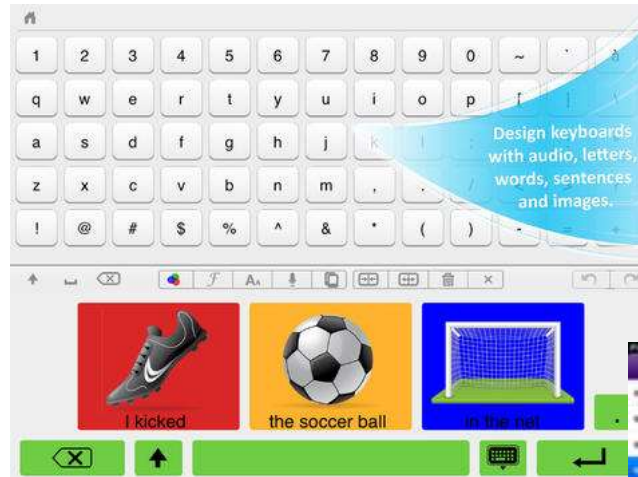 1 2 3 4 5 6 7 8 9 0 ~ ` à
q w e r t y u i o p [ ] \
a s d f g h j k l :
z x c v b n m , . /
! @ # $ % ^ & * ( ) - = +
Design keyboards
with audio, letters,
words, sentences
and images.
F AA
I kicked
the soccer ball
in the net
.